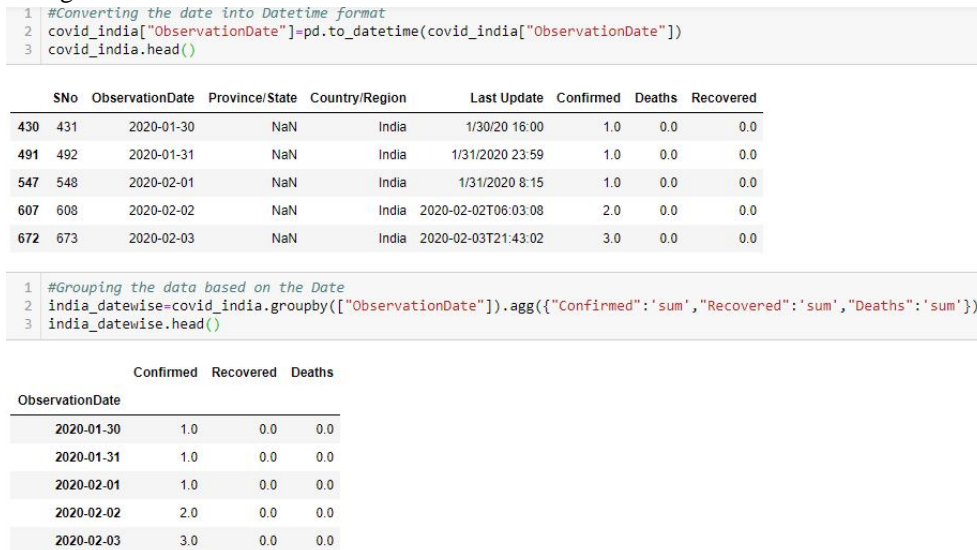 1 #Converting the date into Datetime format
2 covid_india["ObservationDate"]=pd.to_datetime(covid_india["ObservationDate"])
3 covid_india.head()
SNo ObservationDate Province/State Country/Region Last Update Confirmed Deaths Recovered
430 431 2020-01-30 NaN India 1/30/20 16:00 1.0 0.0 0.0
491 492 2020-01-31 NaN India 1/31/2020 23:59 1.0 0.0 0.0
547 548 2020-02-01 NaN India 1/31/2020 8:15 1.0 0.0 0.0
607 608 2020-02-02 NaN India 2020-02-02T06:03:08 2.0 0.0 0.0
672 673 2020-02-03 NaN India 2020-02-03T21:43:02 3.0 0.0 0.0
1 #Grouping the data based on the Date
2 india_datewise=covid_india.groupby(["ObservationDate"]).agg({"Confirmed":'sum',"Recovered":'sum',"Deaths":'sum'})
3 india_datewise.head()
Confirmed Recovered Deaths
ObservationDate
2020-01-30 1.0 0.0 0.0
2020-01-31 1.0 0.0 0.0
2020-02-01 1.0 0.0 0.0
2020-02-02 2.0 0.0 0.0
2020-02-03 3.0 0.0 0.0